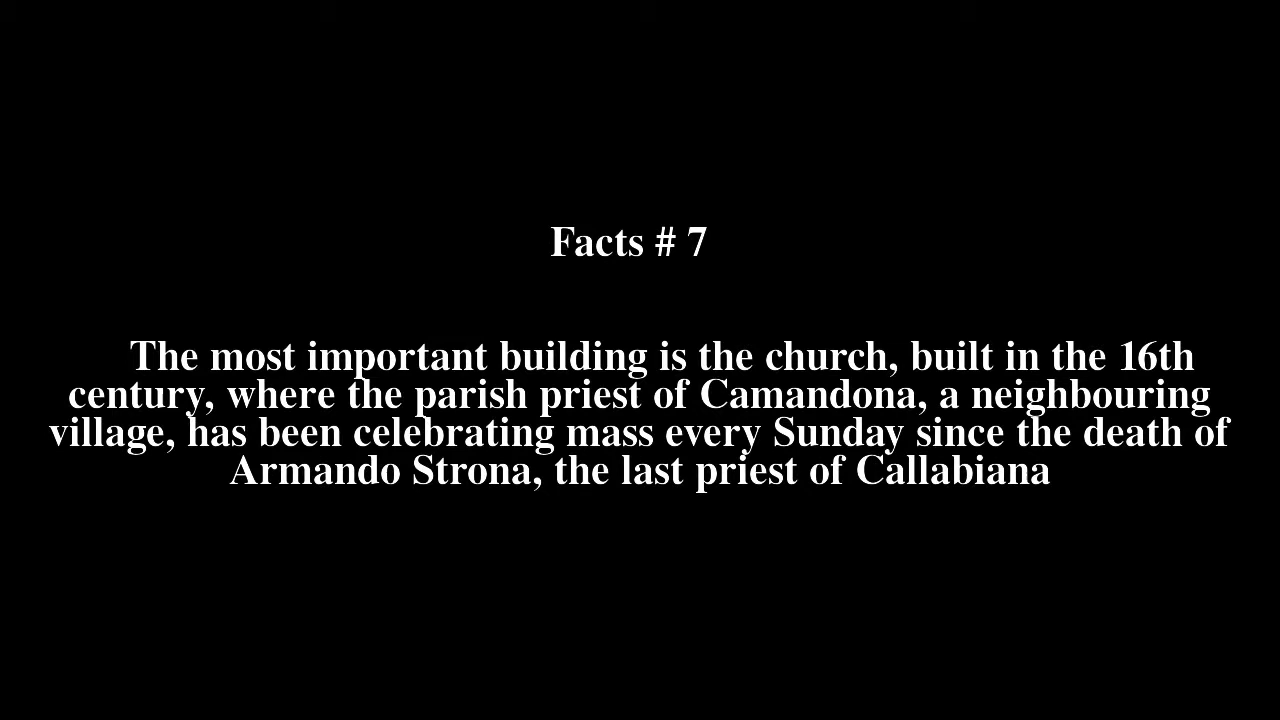 Facts # 7
The most important building is the church, built in the 16th
century, where the parish priest of Camandona, a neighbouring
village, has been celebrating mass every Sunday since the death of
Armando Strona, the last priest of Callabiana